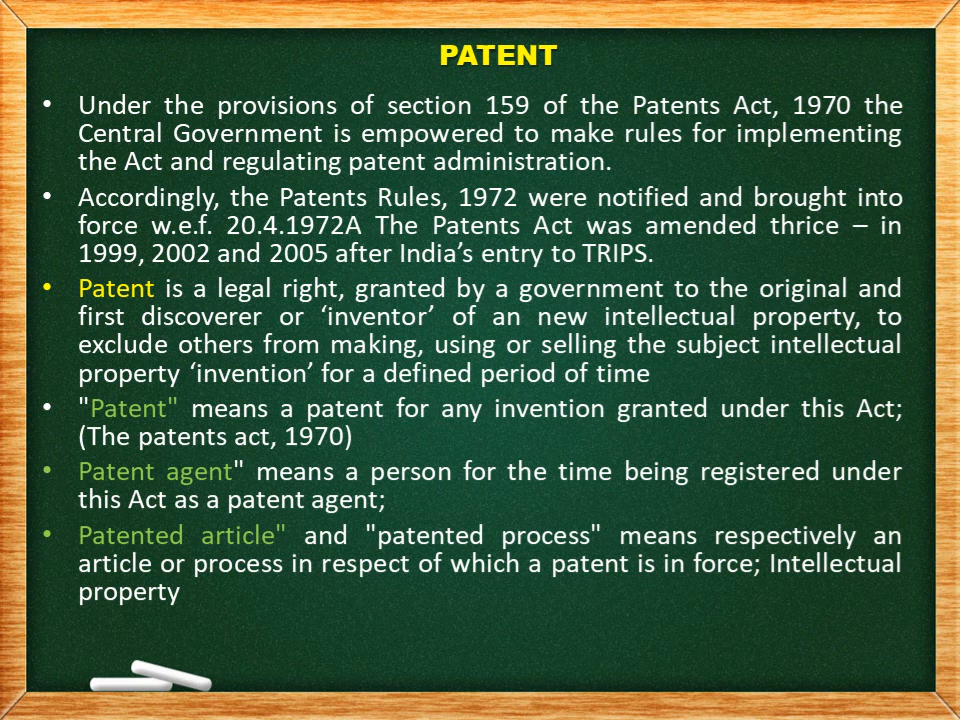 PATENT
• Under the provisions of section 159 of the Patents Act, 1970 the
Central Government is empowered to make rules for implementing
the Act and regulating patent administration.
• Accordingly, the Patents Rules, 1972 were notified and brought into
force w.e.f. 20.4.1972A The Patents Act was amended thrice – in
1999, 2002 and 2005 after India’s entry to TRIPS.
• Patent is a legal right, granted by a government to the original and
first discoverer or ‘inventor’ of an new intellectual property, to
exclude others from making, using or selling the subject intellectual
property ‘invention’ for a defined period of time
• "Patent" means a patent for any invention granted under this Act;
(The patents act, 1970)
• Patent agent" means a person for the time being registered under
this Act as a patent agent;
• Patented article" and "patented process" means respectively an
article or process in respect of which a patent is in force; Intellectual
property